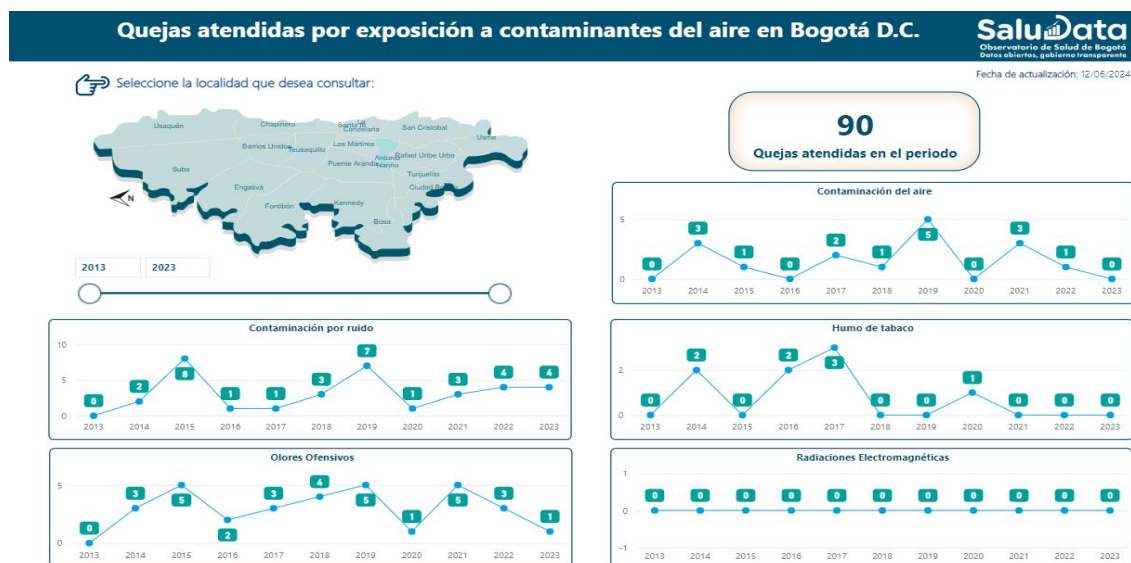 Quejas atendidas por exposición a contaminantes del aire en Bogotá D.C.
SaluData
Observatorio de Salud de Bogotá
Datos abiertos, gobierno transparente
Fecha de actualización: 12/06/2024
Seleccione la localidad que desea consultar:
Usaquén
Chapinero
Santa fe
La Candelaria
San Cristobal
Usme
Barrios Unidos
Teusaquillo
Los Mártires
Antonio Nariño
Rafael Uribe Uribe
Suba
Puente Aranda
Tunjuelito
Engativá
Ciudad Bolívar
Fontibón
Kennedy
Bosa
N
2013 2023
90
Quejas atendidas en el periodo
Contaminación del aire
5
0
0 3 1 0 2 1 5 0 3 1 0
2013 2014 2015 2016 2017 2018 2019 2020 2021 2022 2023
Contaminación por ruido
10
5
0
0 2 8 1 1 3 7 1 3 4 4
2013 2014 2015 2016 2017 2018 2019 2020 2021 2022 2023
Humo de tabaco
2
0
0 2 0 2 3 0 0 1 0 0 0
2013 2014 2015 2016 2017 2018 2019 2020 2021 2022 2023
Olores Ofensivos
5
0
0 3 5 2 3 4 5 1 5 3 1
2013 2014 2015 2016 2017 2018 2019 2020 2021 2022 2023
Radiaciones Electromagnéticas
1
0
-1
0 0 0 0 0 0 0 0 0 0 0
2013 2014 2015 2016 2017 2018 2019 2020 2021 2022 2023